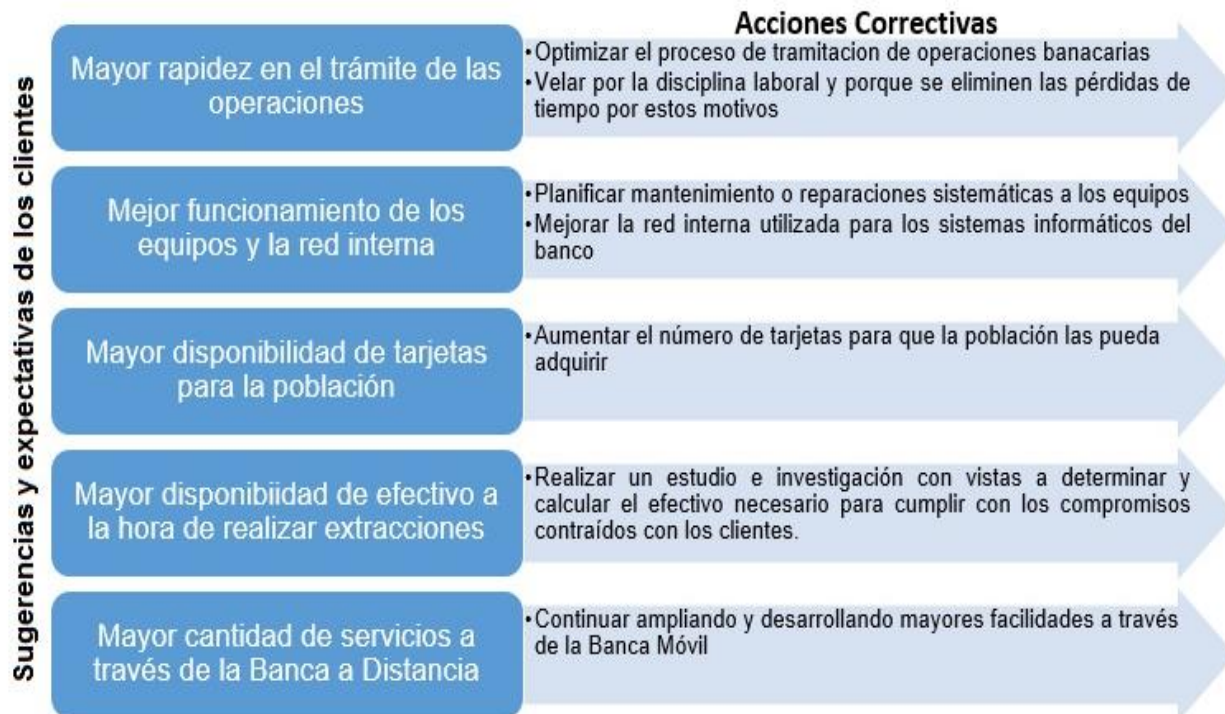 Sugerencias y expectativas de los clientes
Acciones Correctivas
Mayor rapidez en el trámite de las
operaciones
•Optimizar el proceso de tramitacion de operaciones banacarias
•Velar por la disciplina laboral y porque se eliminen las pérdidas de
tiempo por estos motivos
Mejor funcionamiento de los
equipos y la red interna
•Planificar mantenimiento o reparaciones sistemáticas a los equipos
•Mejorar la red interna utilizada para los sistemas informáticos del
banco
Mayor disponibilidad de tarjetas
para la población
•Aumentar el número de tarjetas para que la población las pueda
adquirir
Mayor disponibiidad de efectivo a
la hora de realizar extracciones
•Realizar un estudio e investigación con vistas a determinar y
calcular el efectivo necesario para cumplir con los compromisos
contraídos con los clientes.
Mayor cantidad de servicios a
través de la Banca a Distancia
•Continuar ampliando y desarrollando mayores facilidades a través
de la Banca Móvil